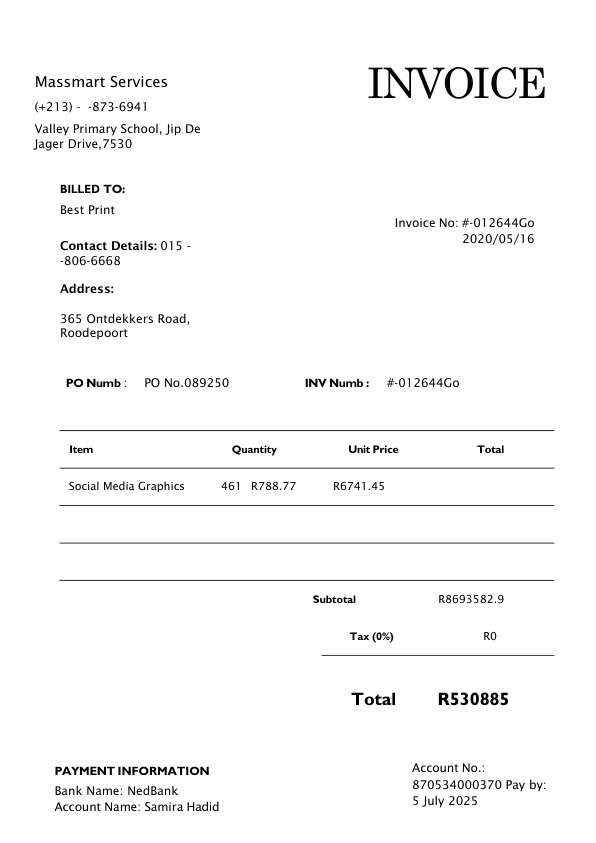 Massmart Services
INVOICE
(+213) -  -873-6941
Valley Primary School, Jip De
Jager Drive,7530
BILLED TO:
Best Print
Invoice No: #-012644Go
2020/05/16
Contact Details: 015 -
-806-6668
Address:
365 Ontdekkers Road,
Roodepoort
PO Numb : PO No.089250 INV Numb : #-012644Go
Item Quantity Unit Price Total
Social Media Graphics 461 R788.77 R6741.45
Subtotal R8693582.9
Tax (0%) R0
Total R530885
PAYMENT INFORMATION
Bank Name: NedBank
Account Name: Samira Hadid
Account No.:
870534000370 Pay by:
5 July 2025